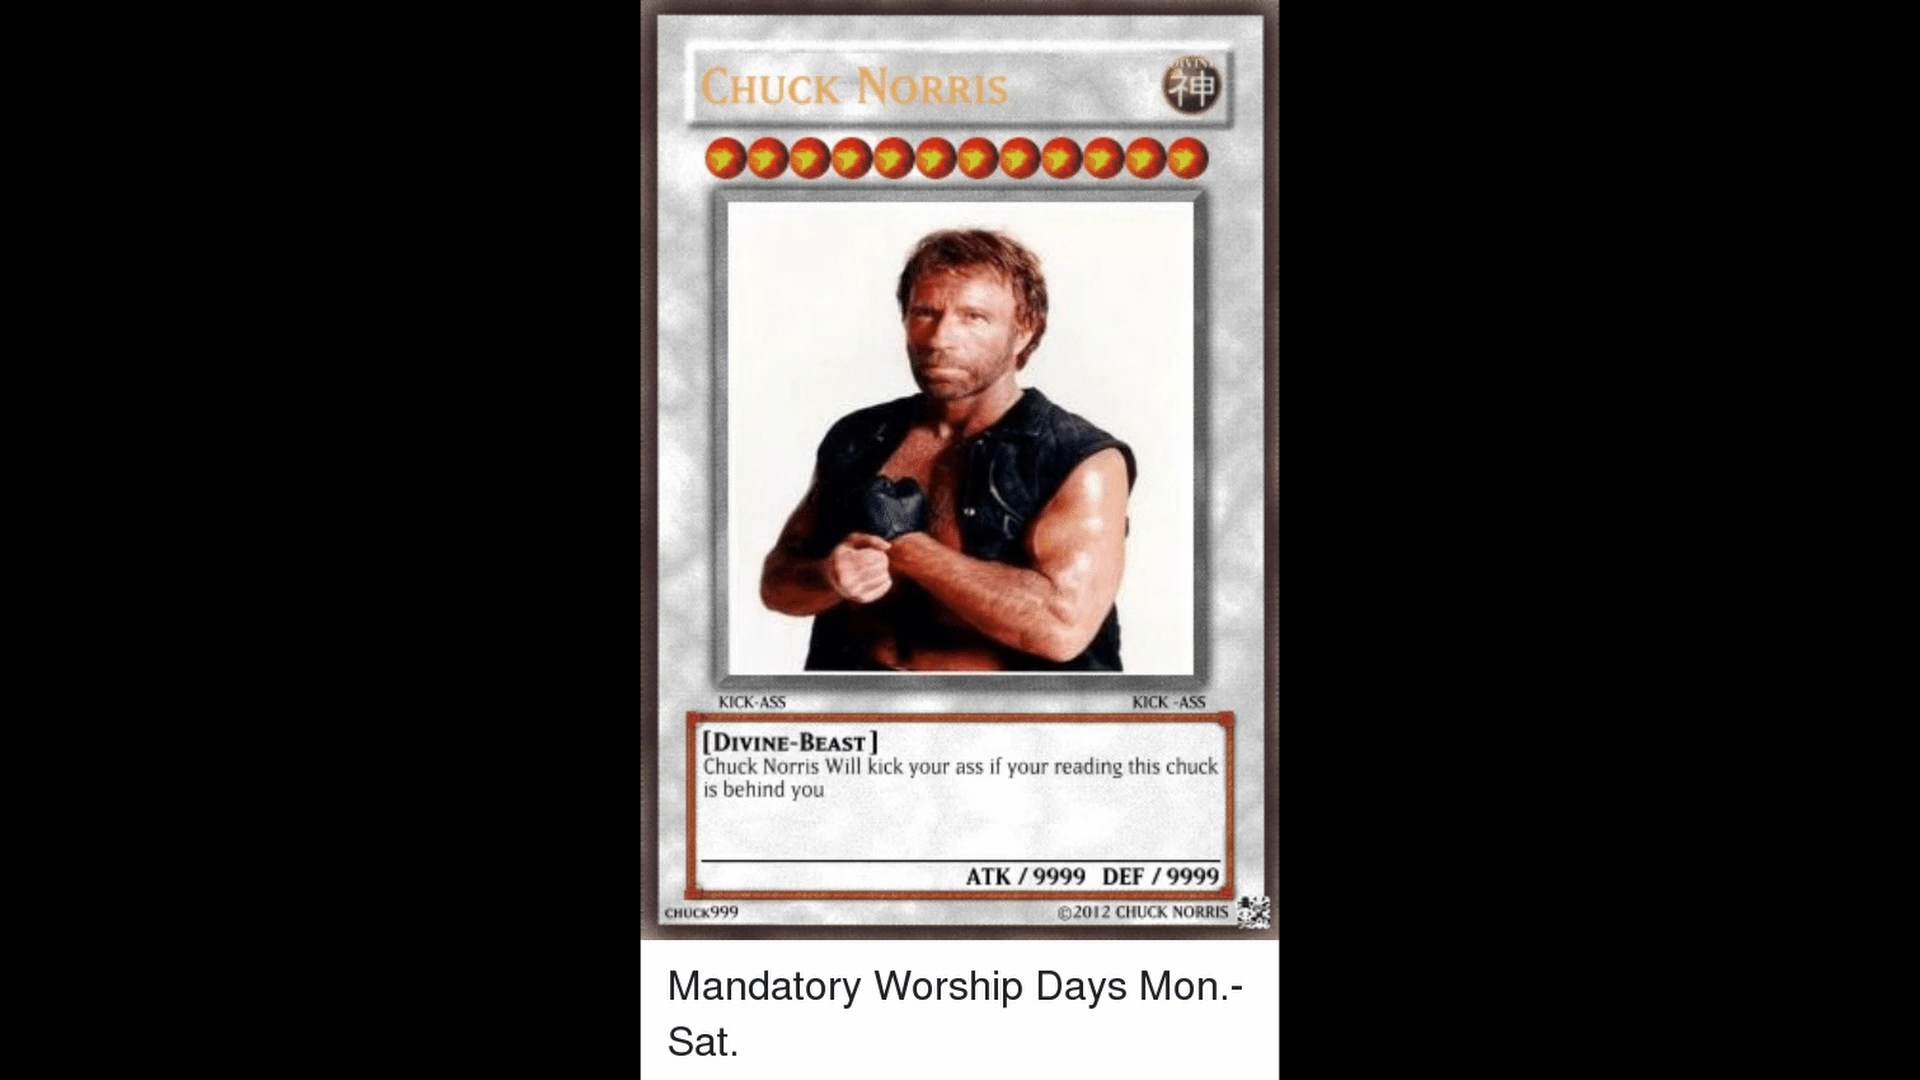 CHUCK NORRIS
DIVINE
神
KICK-ASS
KICK -ASS
[DIVINE-BEAST]
Chuck Norris Will kick your ass if your reading this chuck
is behind you
ATK / 9999 DEF / 9999
CHUCK999
©2012 CHUCK NORRIS
Mandatory Worship Days Mon.-
Sat.